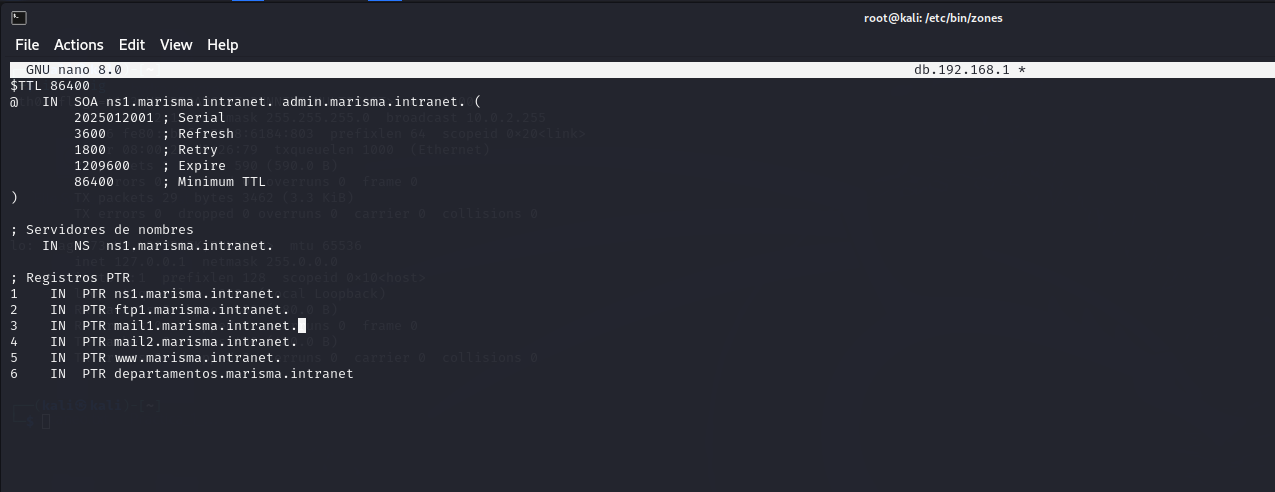 root@kali: /etc/bin/zones
File Actions Edit View Help
GNU nano 8.0 db.192.168.1 *
$TTL 86400
@ IN SOA ns1.marisma.intranet. admin.marisma.intranet. (
2025012001 ; Serial
3600 ; Refresh
1800 ; Retry
1209600 ; Expire
86400 ; Minimum TTL
)
; Servidores de nombres
IN NS ns1.marisma.intranet.
; Registros PTR
1 IN PTR ns1.marisma.intranet.
2 IN PTR ftp1.marisma.intranet.
3 IN PTR mail1.marisma.intranet.
4 IN PTR mail2.marisma.intranet.
5 IN PTR www.marisma.intranet.
6 IN PTR departamentos.marisma.intranet